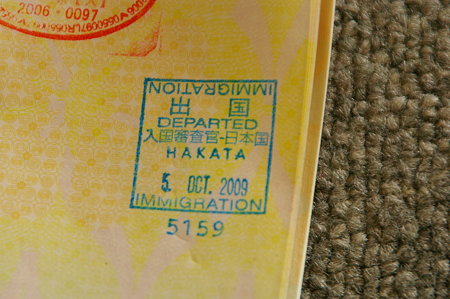 2006 - 0097
IMMIGRATION
出 国
DEPARTED
入国審査官-日本国
HAKATA
5. OCT. 2009
IMMIGRATION
5159